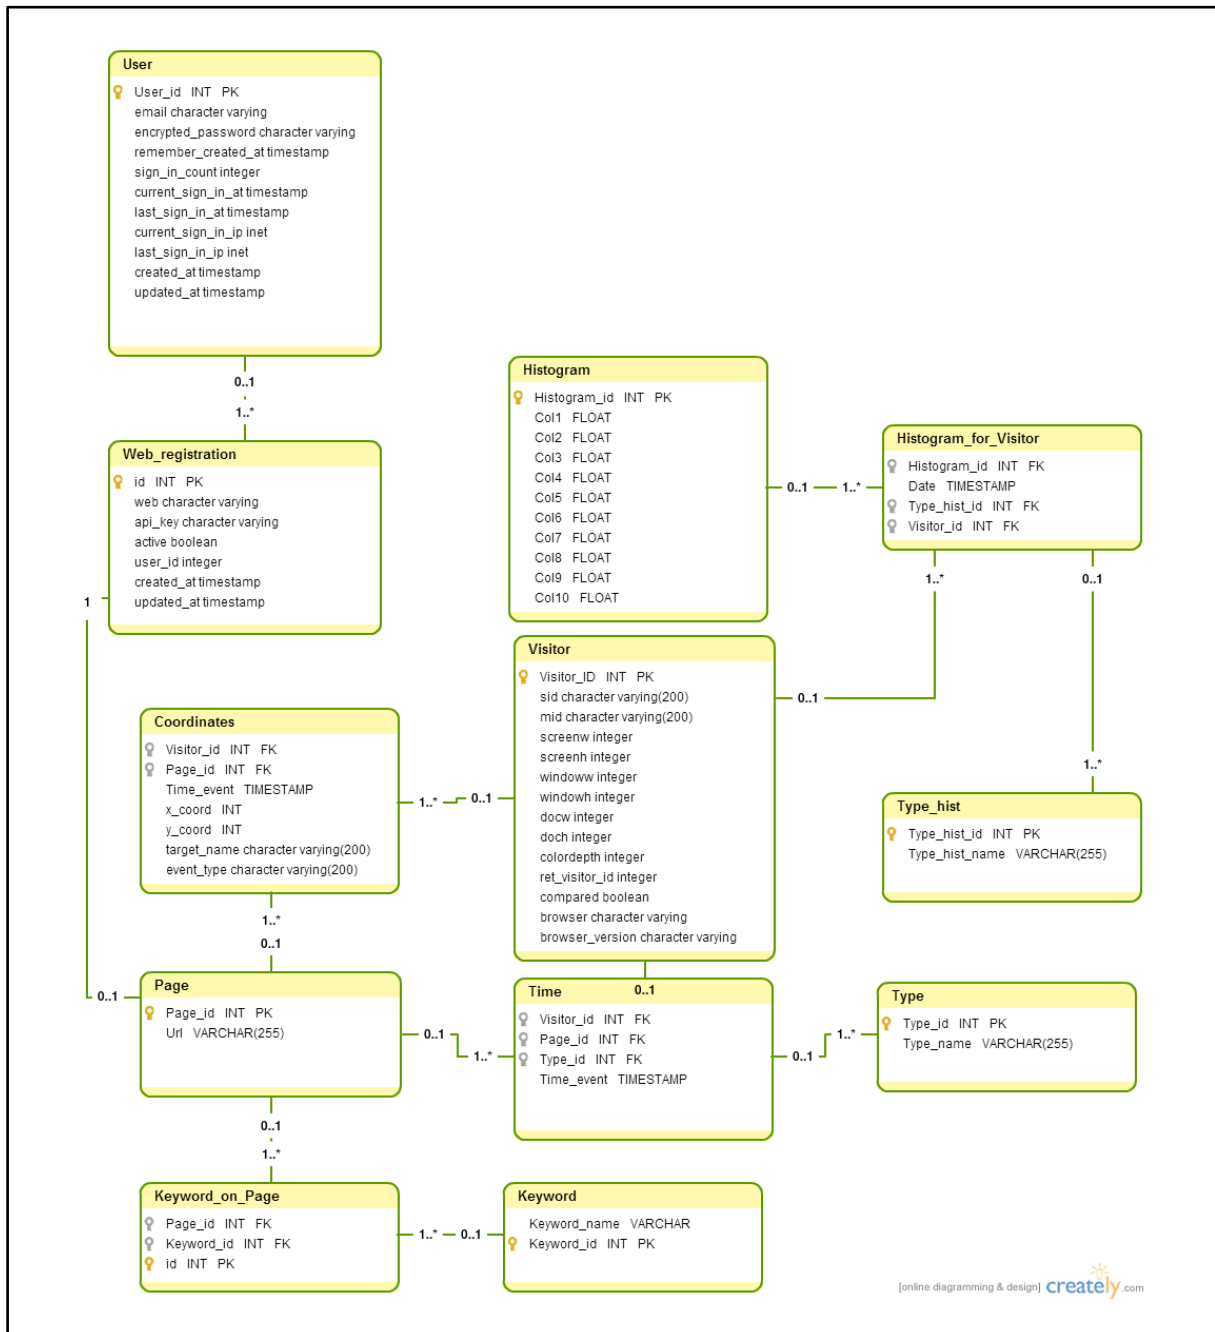 User
User_id INT PK
email character varying
encrypted_password character varying
remember_created_at timestamp
sign_in_count integer
current_sign_in_at timestamp
last_sign_in_at timestamp
current_sign_in_ip inet
last_sign_in_ip inet
created_at timestamp
updated_at timestamp
0..1
1..*
Web_registration
id INT PK
web character varying
api_key character varying
active boolean
user_id integer
created_at timestamp
updated_at timestamp
1
0..1
Histogram
Histogram_id INT PK
Col1 FLOAT
Col2 FLOAT
Col3 FLOAT
Col4 FLOAT
Col5 FLOAT
Col6 FLOAT
Col7 FLOAT
Col8 FLOAT
Col9 FLOAT
Col10 FLOAT
0..1
1..*
Histogram_for_Visitor
Histogram_id INT FK
Date TIMESTAMP
Type_hist_id INT FK
Visitor_id INT FK
1..*
0..1
0..1
1..*
Visitor
Visitor_ID INT PK
sid character varying(200)
mid character varying(200)
screenw integer
screenh integer
windoww integer
windowh integer
docw integer
doch integer
colordepth integer
ret_visitor_id integer
compared boolean
browser character varying
browser_version character varying
Coordinates
Visitor_id INT FK
Page_id INT FK
Time_event TIMESTAMP
x_coord INT
y_coord INT
target_name character varying(200)
event_type character varying(200)
1..*
0..1
1..*
0..1
Type_hist
Type_hist_id INT PK
Type_hist_name VARCHAR(255)
Page
Page_id INT PK
Url VARCHAR(255)
0..1
1..*
Time
0..1
Visitor_id INT FK
Page_id INT FK
Type_id INT FK
Time_event TIMESTAMP
0..1
1..*
Type
Type_id INT PK
Type_name VARCHAR(255)
0..1
1..*
Keyword_on_Page
Page_id INT FK
Keyword_id INT FK
id INT PK
1..*
0..1
Keyword
Keyword_name VARCHAR
Keyword_id INT PK
[online diagramming & design] creately.com